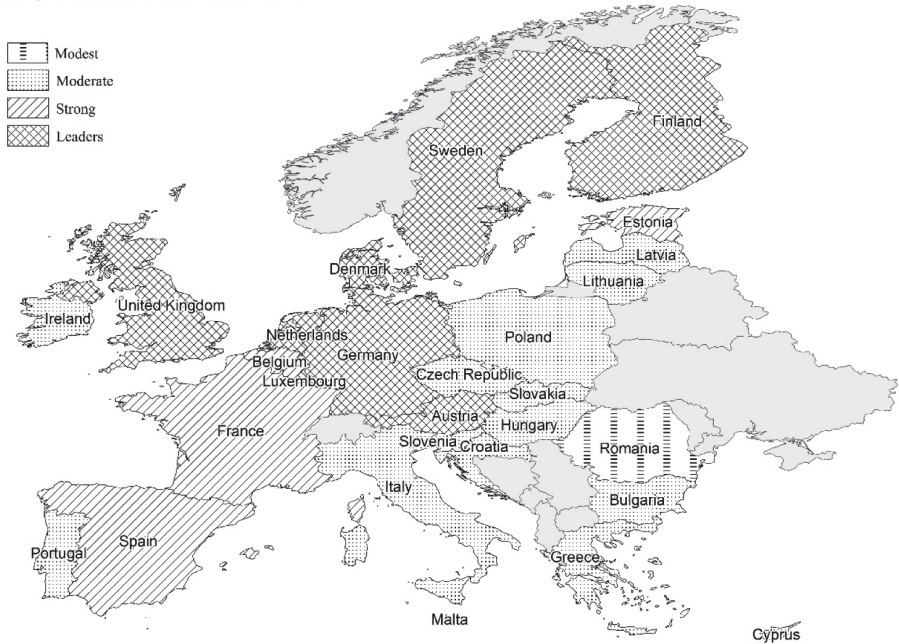 Modest
Moderate
Strong
Leaders
Finland
Sweden
Estonia
Latvia
Denmark
Lithuania
United Kingdom
Ireland
Netherlands
Poland
Germany
Belgium
Czech Republic
Luxembourg
Slovakia
Austria
Hungary
France
Slovenia
Croatia
Romania
Italy
Bulgaria
Spain
Portugal
Greece
Malta
Cyprus